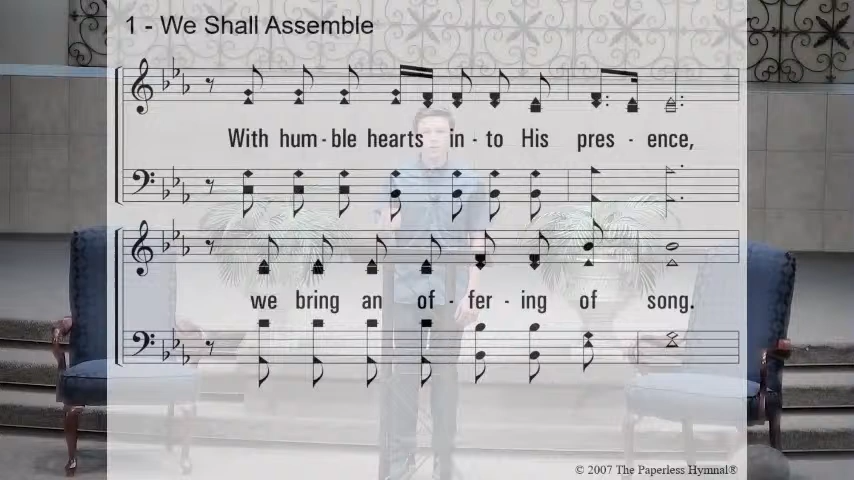 1 - We Shall Assemble
With hum - ble hearts in - to His pres - ence,
we bring an of - fer - ing of song.
© 2007 The Paperless Hymnal®